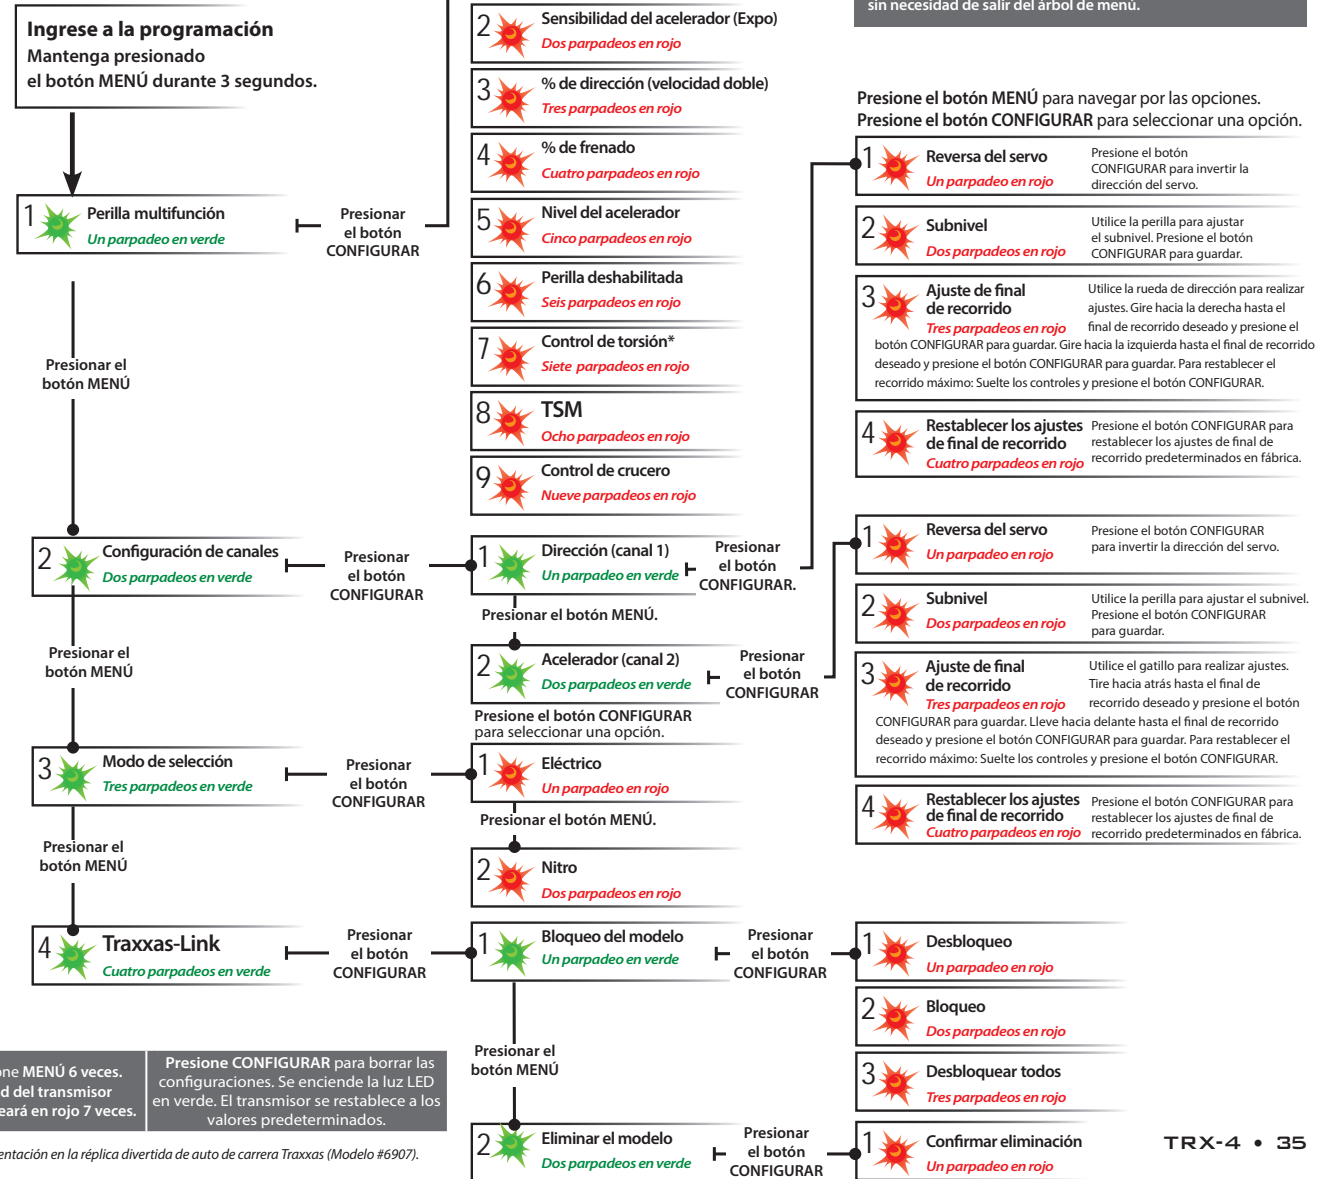 sin necesidad de salir del árbol de menú.
Ingrese a la programación
Mantenga presionado
el botón MENÚ durante 3 segundos.
1 Perilla multifunción
Un parpadeo en verde
Presionar
el botón
CONFIGURAR
2 Sensibilidad del acelerador (Expo)
Dos parpadeos en rojo
3 % de dirección (velocidad doble)
Tres parpadeos en rojo
4 % de frenado
Cuatro parpadeos en rojo
5 Nivel del acelerador
Cinco parpadeos en rojo
6 Perilla deshabilitada
Seis parpadeos en rojo
7 Control de torsión*
Siete parpadeos en rojo
8 TSM
Ocho parpadeos en rojo
9 Control de crucero
Nueve parpadeos en rojo
Presionar el
botón MENÚ
2 Configuración de canales
Dos parpadeos en verde
Presionar
el botón
CONFIGURAR
1 Dirección (canal 1)
Un parpadeo en verde
Presionar
el botón
CONFIGURAR.
Presionar el botón MENÚ.
2 Acelerador (canal 2)
Dos parpadeos en verde
Presionar
el botón
CONFIGURAR
Presione el botón MENÚ para navegar por las opciones.
Presione el botón CONFIGURAR para seleccionar una opción.
1 Reversa del servo
Un parpadeo en rojo
Presione el botón
CONFIGURAR para invertir la
dirección del servo.
2 Subnivel
Dos parpadeos en rojo
Utilice la perilla para ajustar
el subnivel. Presione el botón
CONFIGURAR para guardar.
3 Ajuste de final
de recorrido
Tres parpadeos en rojo
Utilice la rueda de dirección para realizar
ajustes. Gire hacia la derecha hasta el
final de recorrido deseado y presione el
botón CONFIGURAR para guardar. Gire hacia la izquierda hasta el final de recorrido
deseado y presione el botón CONFIGURAR para guardar. Para restablecer el
recorrido máximo: Suelte los controles y presione el botón CONFIGURAR.
4 Restablecer los ajustes
de final de recorrido
Cuatro parpadeos en rojo
Presione el botón CONFIGURAR para
restablecer los ajustes de final de
recorrido predeterminados en fábrica.
1 Reversa del servo
Un parpadeo en rojo
Presione el botón CONFIGURAR
para invertir la dirección del servo.
2 Subnivel
Dos parpadeos en rojo
Utilice la perilla para ajustar el subnivel.
Presione el botón CONFIGURAR
para guardar.
3 Ajuste de final
de recorrido
Tres parpadeos en rojo
Utilice el gatillo para realizar ajustes.
Tire hacia atrás hasta el final de
recorrido deseado y presione el botón
CONFIGURAR para guardar. Lleve hacia delante hasta el final de recorrido
deseado y presione el botón CONFIGURAR para guardar. Para restablecer el
recorrido máximo: Suelte los controles y presione el botón CONFIGURAR.
4 Restablecer los ajustes
de final de recorrido
Cuatro parpadeos en rojo
Presione el botón CONFIGURAR para
restablecer los ajustes de final de
recorrido predeterminados en fábrica.
Presionar el
botón MENÚ
3 Modo de selección
Tres parpadeos en verde
Presionar
el botón
CONFIGURAR
Presione el botón CONFIGURAR
para seleccionar una opción.
1 Eléctrico
Un parpadeo en rojo
Presionar el botón MENÚ.
2 Nitro
Dos parpadeos en rojo
Presionar el
botón MENÚ
4 Traxxas-Link
Cuatro parpadeos en verde
Presionar
el botón
CONFIGURAR
1 Bloqueo del modelo
Un parpadeo en verde
Presionar
el botón
CONFIGURAR
1 Desbloqueo
Un parpadeo en rojo
2 Bloqueo
Dos parpadeos en rojo
3 Desbloquear todos
Tres parpadeos en rojo
Presionar el
botón MENÚ
2 Eliminar el modelo
Dos parpadeos en verde
Presionar
el botón
CONFIGURAR
1 Confirmar eliminación
Un parpadeo en rojo
one MENÚ 6 veces.
d del transmisor
eará en rojo 7 veces.
Presione CONFIGURAR para borrar las
configuraciones. Se enciende la luz LED
en verde. El transmisor se restablece a los
valores predeterminados.
entación en la réplica divertida de auto de carrera Traxxas (Modelo #6907).
TRX-4 • 35